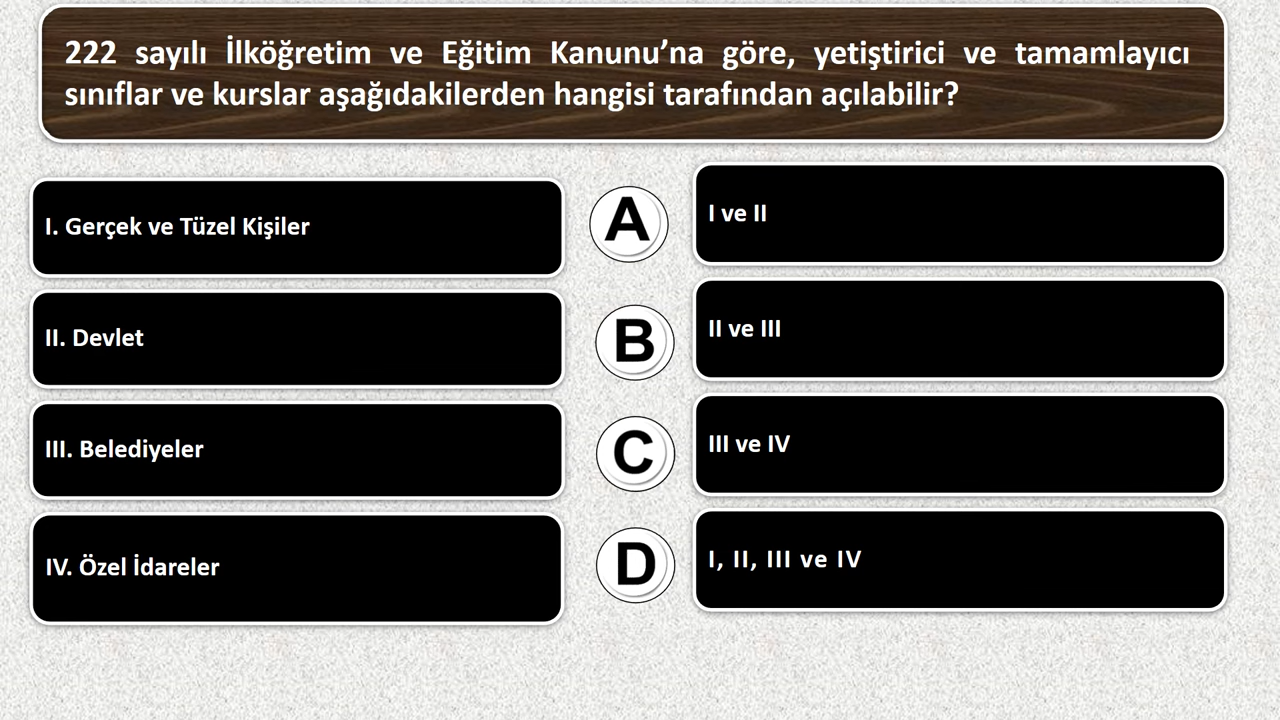 222 sayılı İlköğretim ve Eğitim Kanunu’na göre, yetiştirici ve tamamlayıcı
sınıflar ve kurslar aşağıdakilerden hangisi tarafından açılabilir?
I. Gerçek ve Tüzel Kişiler
II. Devlet
III. Belediyeler
IV. Özel İdareler
A
I ve II
B
II ve III
C
III ve IV
D
I, II, III ve IV